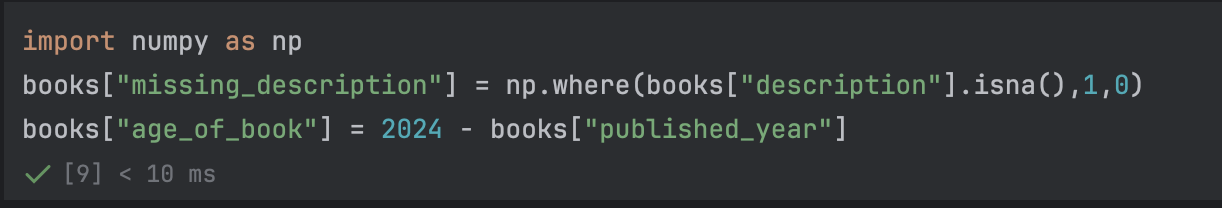 import numpy as np
books["missing_description"] = np.where(books["description"].isna(),1,0)
books["age_of_book"] = 2024 - books["published_year"]
✓ [9] < 10 ms